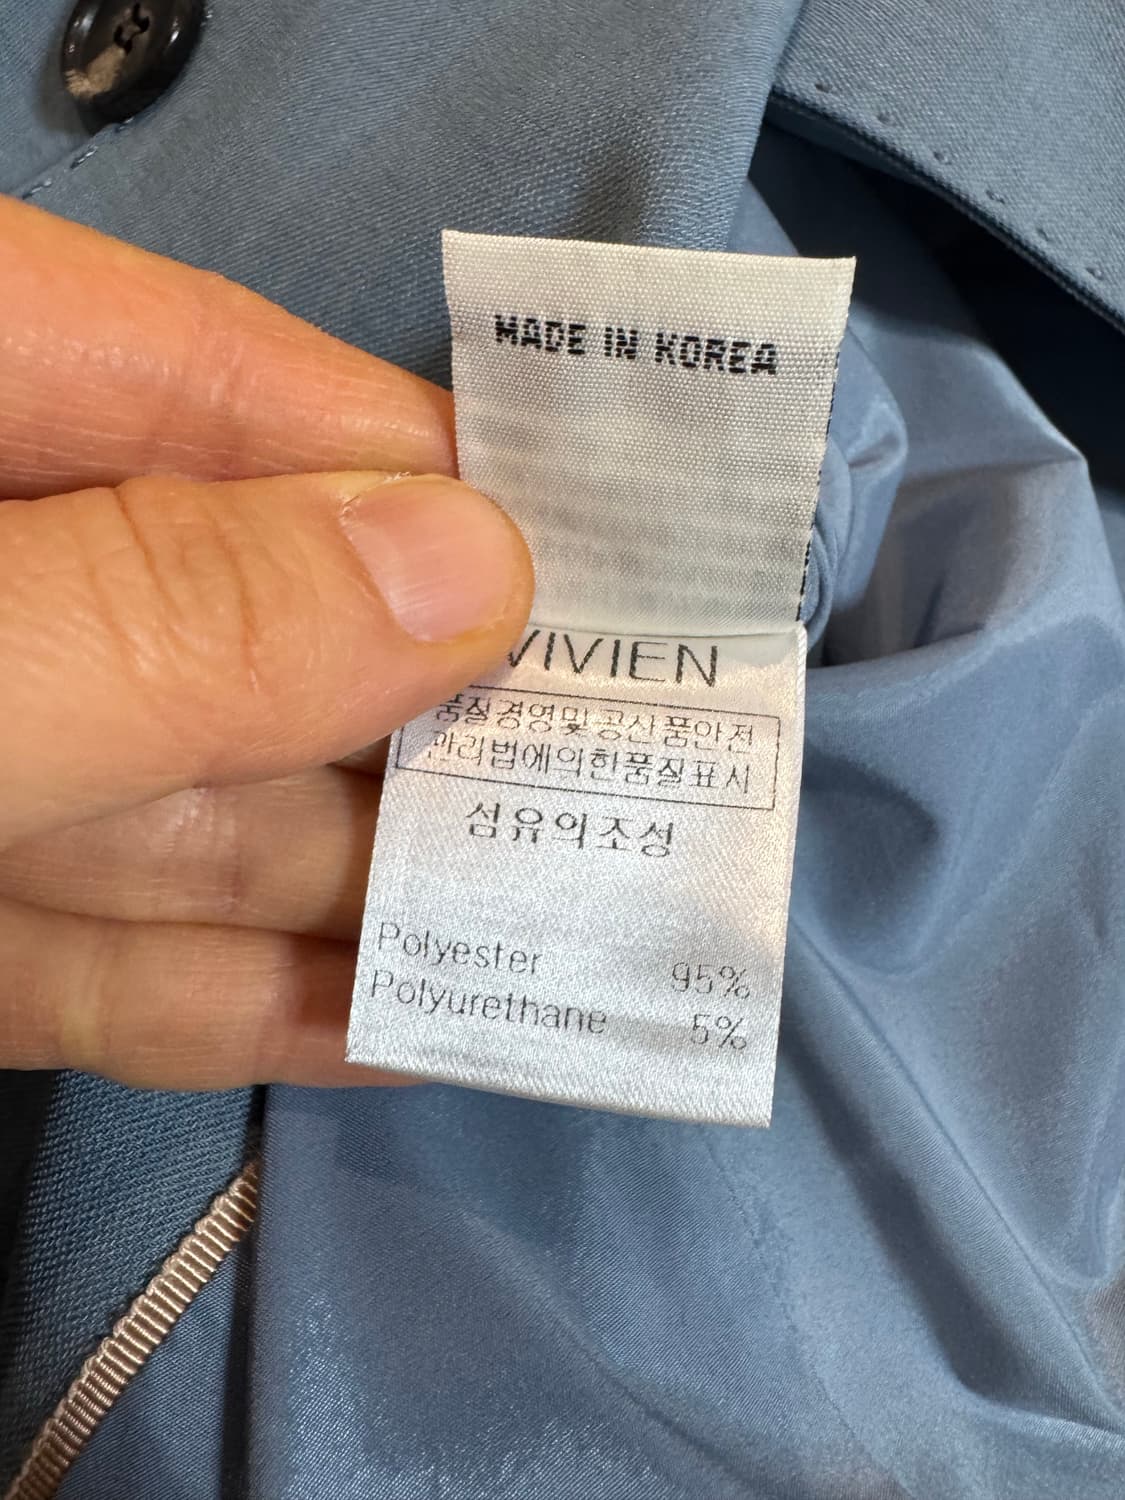 MADE IN KOREA
VIVIEN
품질경영및공산품안전
관리법에의한품질표시
섬유의조성
Polyester 95%
Polyurethane 5%